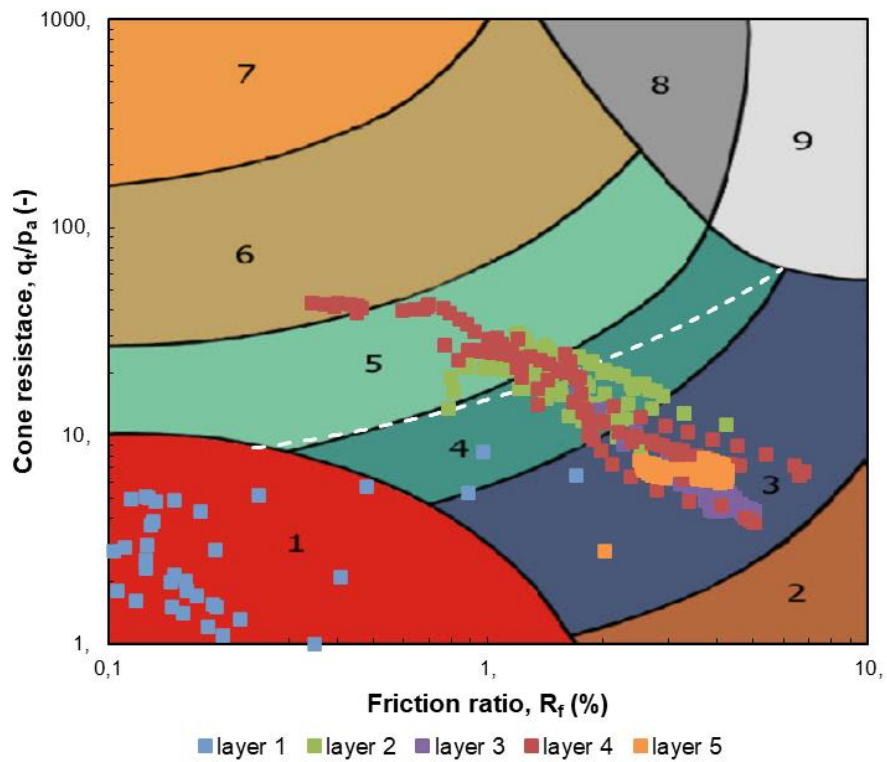 1000,
7
8
9
100,
6
5
10,
4
3
1
2
1,
0,1
1,
10,
Cone resistace, qt/pa (-)
Friction ratio, Rf (%)
layer 1
layer 2
layer 3
layer 4
layer 5